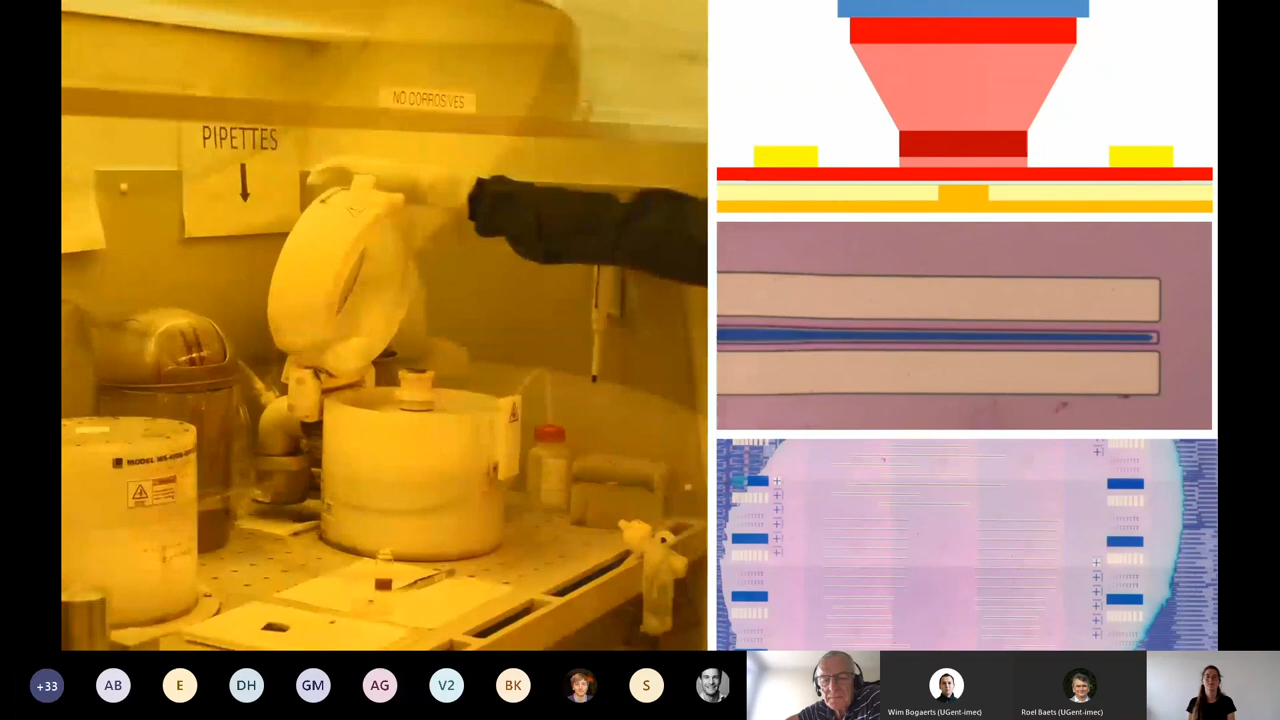 NO CORROSIVES
PIPETTES
MODEL
+33
AB
E
DH
GM
AG
V2
BK
S
Wim Bogaerts (UGent-imec)
Roel Baets (UGent-imec)